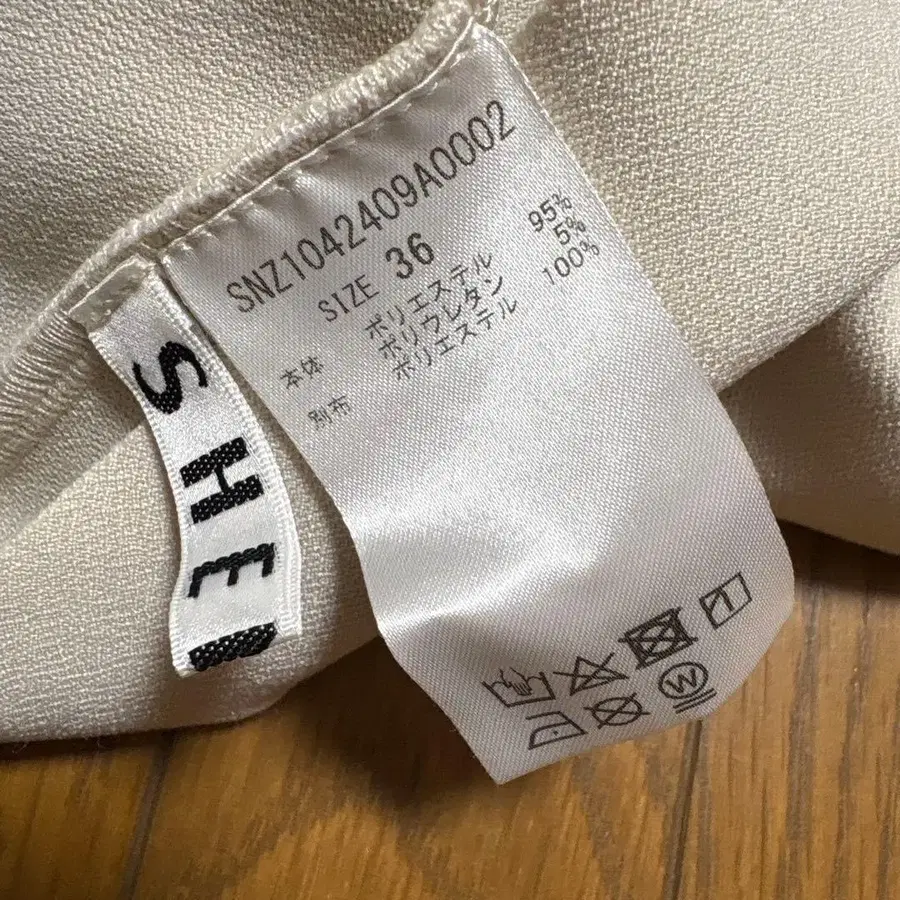 SNZ1042409A0002
SIZE 36
本体 ポリエステル 95%
ポリウレタン 5%
別布 ポリエステル 100%
SHE
W